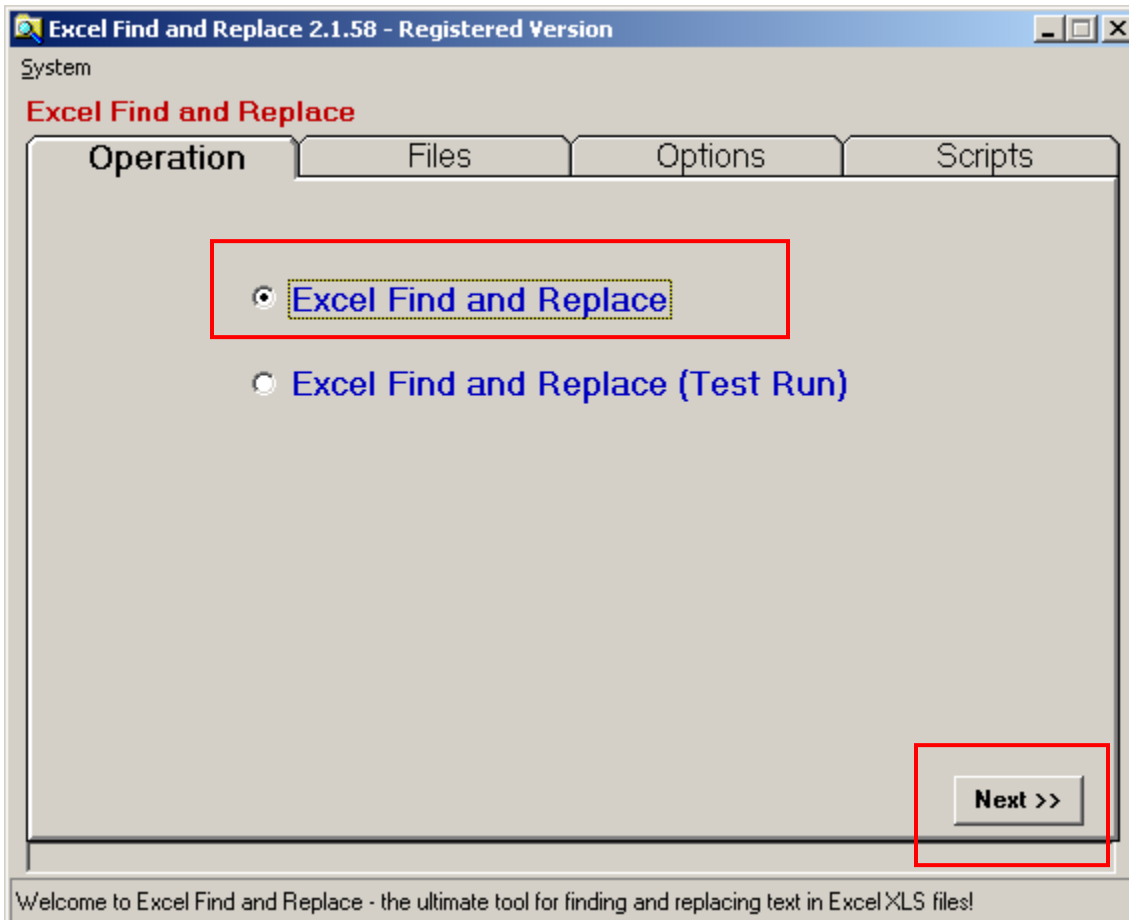 Excel Find and Replace 2.1.58 - Registered Version
System
Excel Find and Replace
Operation Files Options Scripts
Excel Find and Replace
Excel Find and Replace (Test Run)
Next >>
Welcome to Excel Find and Replace - the ultimate tool for finding and replacing text in Excel XLS files!